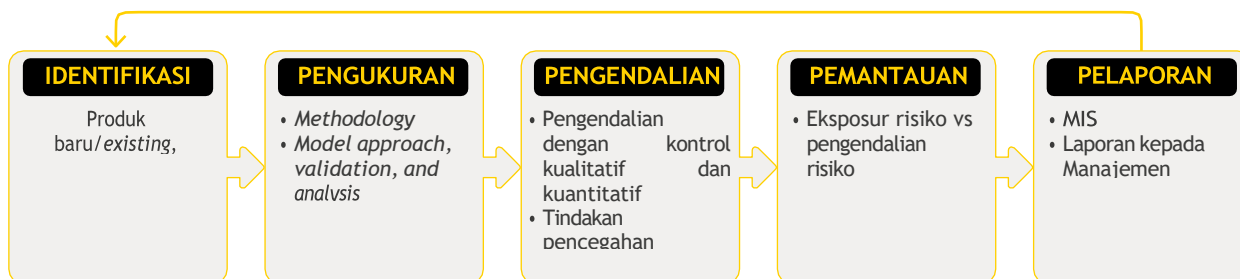 IDENTIFIKASI
Produk
baru/existing,
PENGUKURAN
• Methodology
• Model approach,
validation, and
analysis
PENGENDALIAN
• Pengendalian
dengan kontrol
kualitatif dan
kuantitatif
• Tindakan
pencegahan
PEMANTAUAN
• Eksposur risiko vs
pengendalian
risiko
PELAPORAN
• MIS
• Laporan kepada
Manajemen